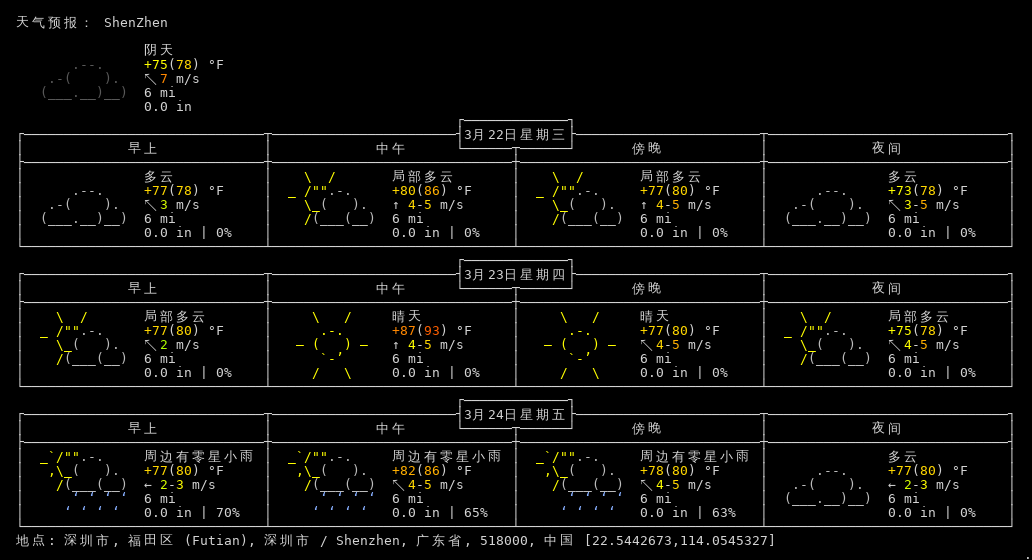 天气预报： ShenZhen
阴天
+75(78) °F
↖ 7 m/s
6 mi
0.0 in
3月22日星期三
早上 中午 傍晚 夜间
多云 局部多云 局部多云 多云
+77(78) °F +80(86) °F +77(80) °F +73(78) °F
↖ 3 m/s ↑ 4-5 m/s ↑ 4-5 m/s ↖ 3-5 m/s
6 mi 6 mi 6 mi 6 mi
0.0 in | 0% 0.0 in | 0% 0.0 in | 0% 0.0 in | 0%
3月23日星期四
早上 中午 傍晚 夜间
局部多云 晴天 晴天 局部多云
+77(80) °F +87(93) °F +77(80) °F +75(78) °F
↖ 2 m/s ↑ 4-5 m/s ↖ 4-5 m/s ↖ 4-5 m/s
6 mi 6 mi 6 mi 6 mi
0.0 in | 0% 0.0 in | 0% 0.0 in | 0% 0.0 in | 0%
3月24日星期五
早上 中午 傍晚 夜间
周边有零星小雨 周边有零星小雨 周边有零星小雨 多云
+77(80) °F +82(86) °F +78(80) °F +77(80) °F
← 2-3 m/s ↖ 4-5 m/s ↖ 4-5 m/s ← 2-3 m/s
6 mi 6 mi 6 mi 6 mi
0.0 in | 70% 0.0 in | 65% 0.0 in | 63% 0.0 in | 0%
地点: 深圳市, 福田区 (Futian), 深圳市 / Shenzhen, 广东省, 518000, 中国 [22.5442673,114.0545327]